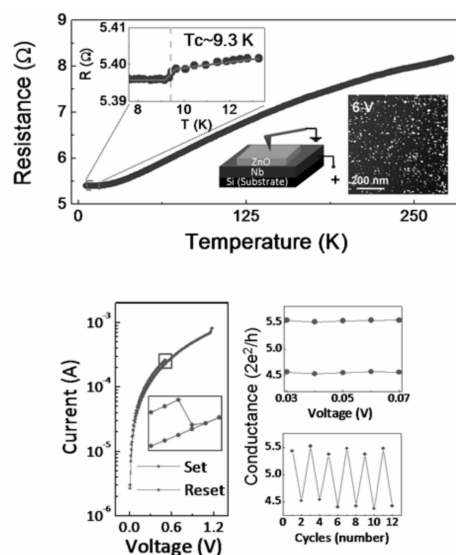 5.41
5.40
5.39
R (Ω)
Tc~9.3 K
8 9 10 11 12 13
T (K)
Resistance (Ω)
9
8
7
6
5
0 125 250
Temperature (K)
ZnO
Nb
Si (Substrate)
+
6 V
200 nm
Current (A)
10⁻³
10⁻⁴
10⁻⁵
10⁻⁶
Set
Reset
0.0 0.6 1.2
Voltage (V)
Conductance (2e²/h)
5.5
5.0
4.5
0.03 0.05 0.07
Voltage (V)
5.5
5.0
4.5
2 4 6 8 10 12
Cycles (number)